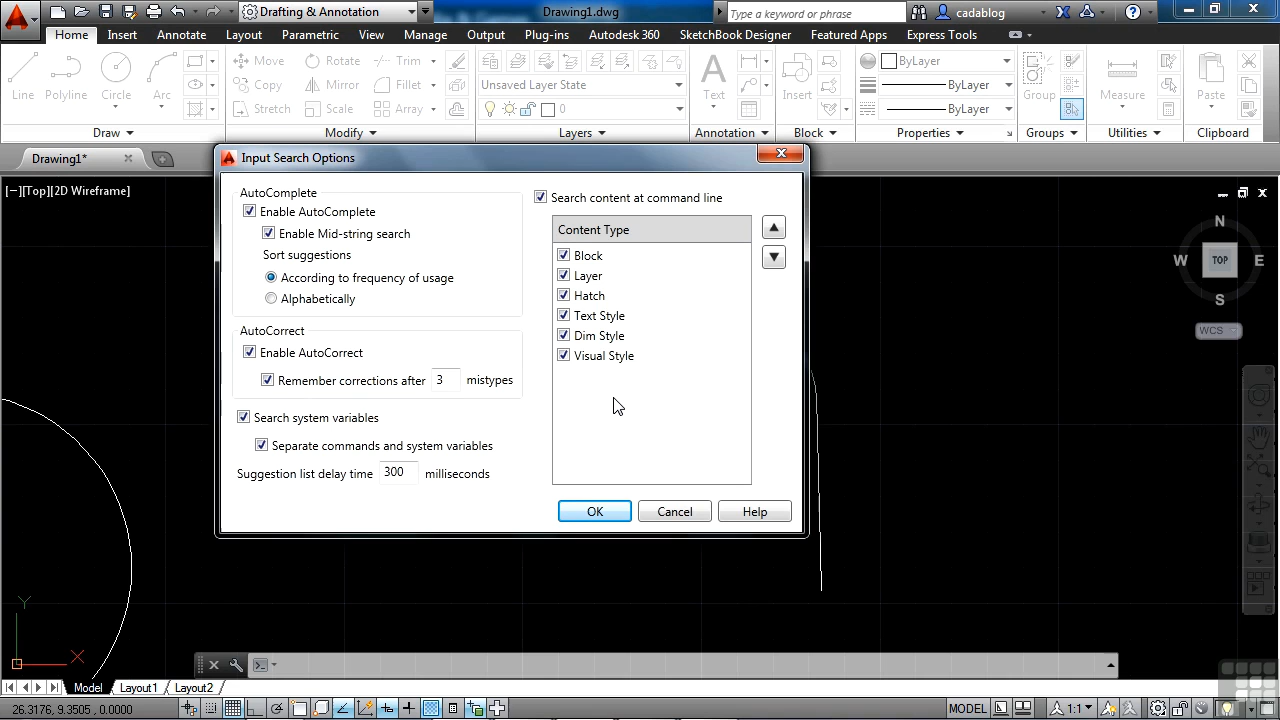 Drafting & Annotation
Drawing1.dwg
Type a keyword or phrase
cadablog
Home Insert Annotate Layout Parametric View Manage Output Plug-ins Autodesk 360 SketchBook Designer Featured Apps Express Tools
Line Polyline Circle Arc
Move Rotate Trim
Copy Mirror Fillet
Stretch Scale Array
Unsaved Layer State
0
Text
Insert
ByLayer
ByLayer
ByLayer
Group
Measure
Paste
Draw Modify Layers Annotation Block Properties Groups Utilities Clipboard
Drawing1*
[−][Top][2D Wireframe]
Input Search Options
AutoComplete
Enable AutoComplete
Enable Mid-string search
Sort suggestions
According to frequency of usage
Alphabetically
AutoCorrect
Enable AutoCorrect
Remember corrections after 3 mistypes
Search system variables
Separate commands and system variables
Suggestion list delay time 300 milliseconds
Search content at command line
Content Type
Block
Layer
Hatch
Text Style
Dim Style
Visual Style
OK Cancel Help
N
W TOP E
S
WCS
Y
X
Model Layout1 Layout2
26.3176, 9.3505 , 0.0000
MODEL
1:1